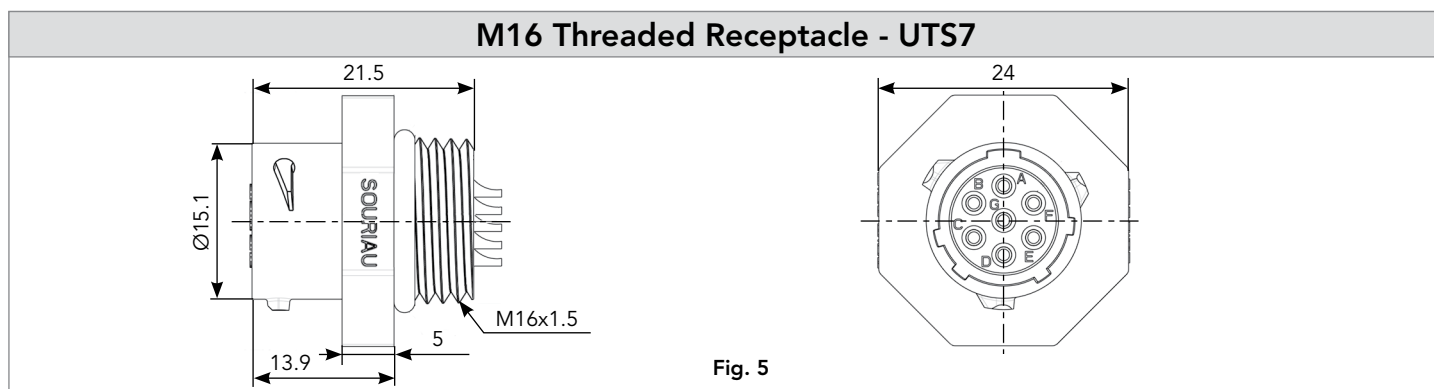 M16 Threaded Receptacle - UTS7
21.5
Ø15.1
SOURIAU
M16x1.5
5
13.9
24
B A
G F
C
D E
Fig. 5